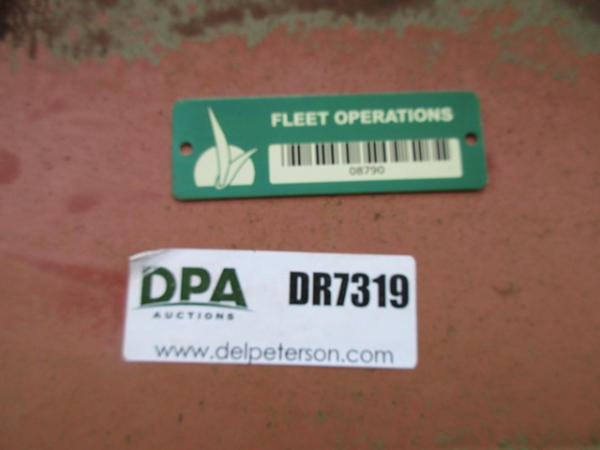 FLEET OPERATIONS
08790
DPA
AUCTIONS
DR7319
www.delpeterson.com